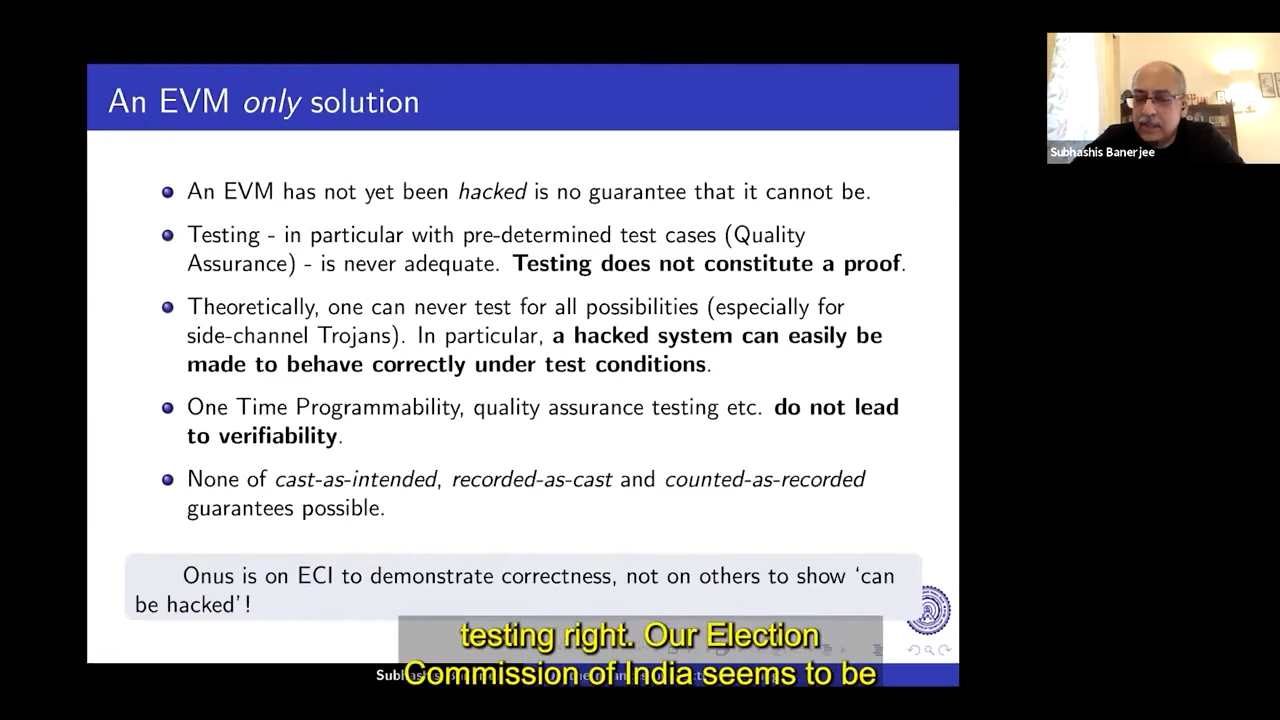 An EVM only solution
An EVM has not yet been hacked is no guarantee that it cannot be.
Testing - in particular with pre-determined test cases (Quality
Assurance) - is never adequate. Testing does not constitute a proof.
Theoretically, one can never test for all possibilities (especially for
side-channel Trojans). In particular, a hacked system can easily be
made to behave correctly under test conditions.
One Time Programmability, quality assurance testing etc. do not lead
to verifiability.
None of cast-as-intended, recorded-as-cast and counted-as-recorded
guarantees possible.
Onus is on ECI to demonstrate correctness, not on others to show ‘can
be hacked’!
testing right. Our Election
Commission of India seems to be
Subhashis Banerjee